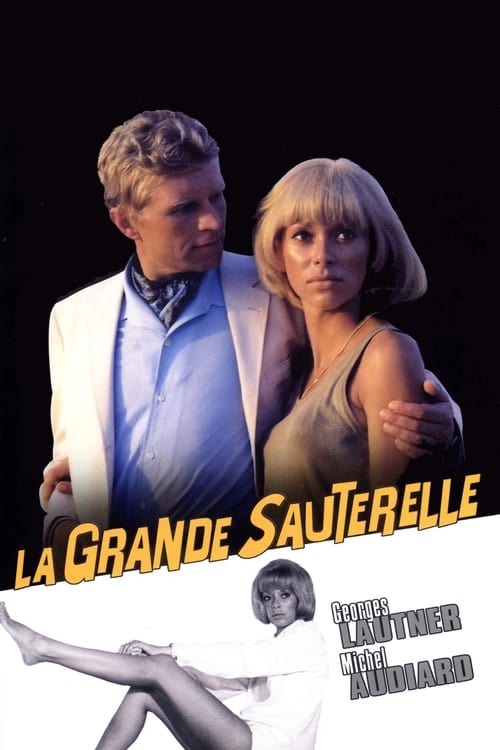 LA GRANDE SAUTERELLE
Georges
LAUTNER
Michel
AUDIARD